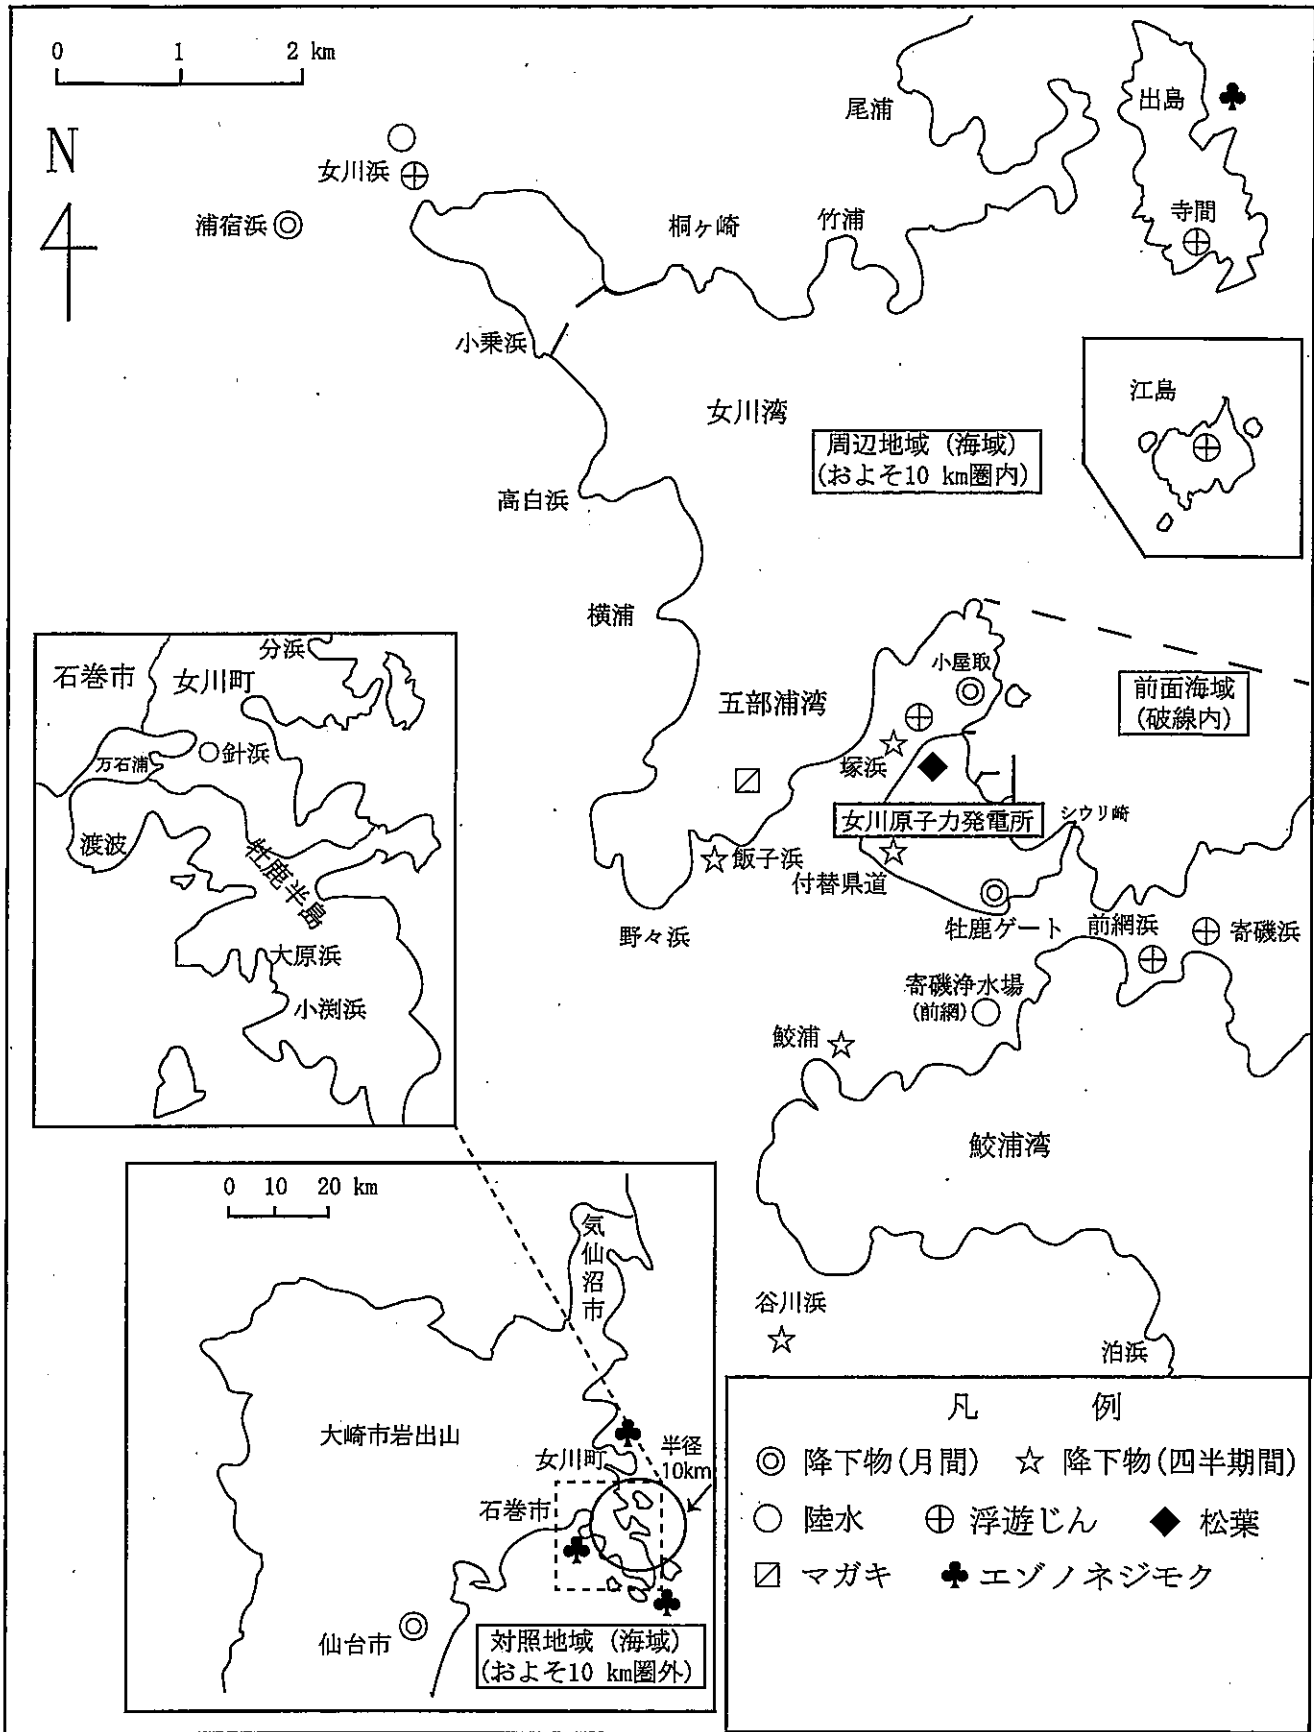 0 1 2 km
N
尾浦
出島
女川浜
浦宿浜
桐ヶ崎
竹浦
寺間
小乗浜
江島
女川湾
周辺地域（海域）
(およそ10 km圏内)
高白浜
横浦
小屋取
前面海域
(破線内)
五部浦湾
塚浜
女川原子力発電所
シウリ崎
飯子浜
付替県道
野々浜
牡鹿ゲート
前網浜
寄磯浜
寄磯浄水場
(前網)
鮫浦
鮫浦湾
谷川浜
泊浜
分浜
石巻市
女川町
針浜
万石浦
渡波
牡鹿半島
大原浜
小渕浜
0 10 20 km
気仙沼市
大崎市岩出山
女川町
半径
10km
石巻市
仙台市
対照地域（海域）
(およそ10 km圏外)
凡 例
◎ 降下物(月間) ☆ 降下物(四半期間)
○ 陸水 ⊕ 浮遊じん ◆ 松葉
⍁ マガキ ♣ エゾノネジモク